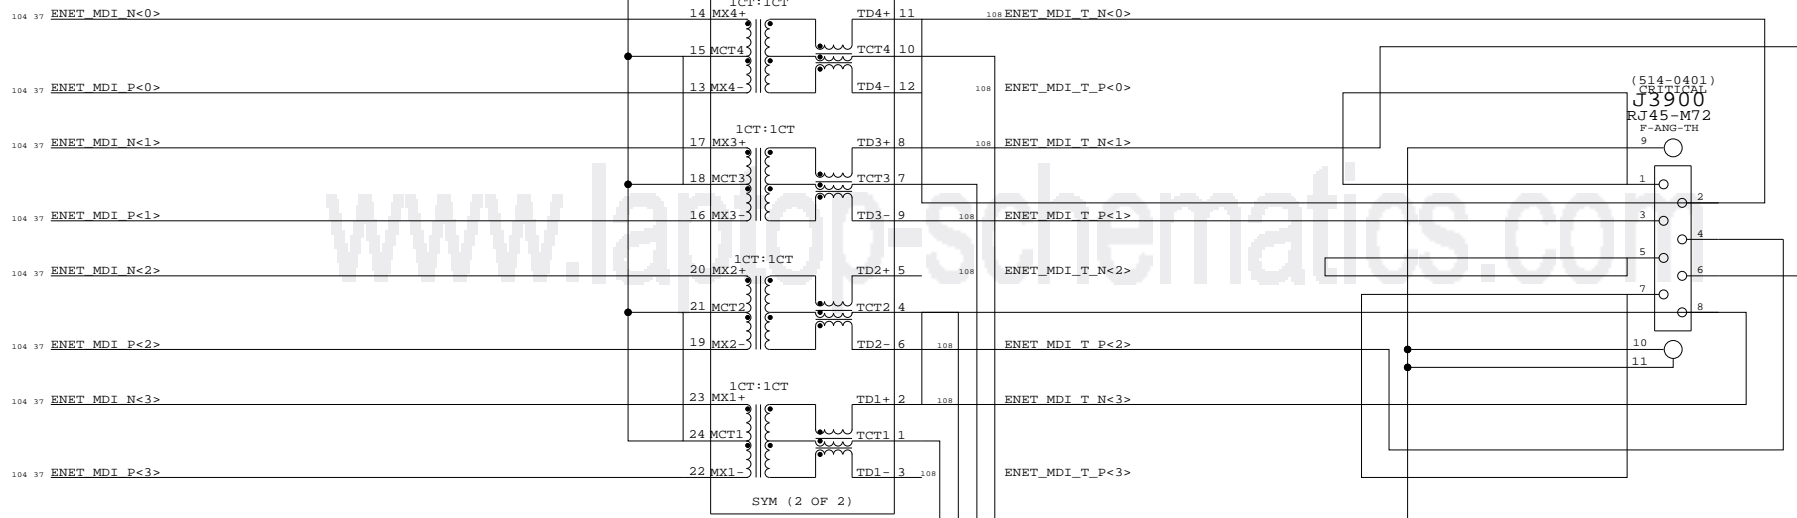 1CT:1CT
104 37 ENET_MDI_N<0> 14 MX4+ TD4+ 11 108 ENET_MDI_T_N<0>
15 MCT4 TCT4 10
104 37 ENET_MDI_P<0> 13 MX4- TD4- 12 108 ENET_MDI_T_P<0>
(514-0401)
CRITICAL
J3900
RJ45-M72
F-ANG-TH
1CT:1CT
104 37 ENET_MDI_N<1> 17 MX3+ TD3+ 8 108 ENET_MDI_T_N<1> 9
18 MCT3 TCT3 7 1
2
104 37 ENET_MDI_P<1> 16 MX3- TD3- 9 108 ENET_MDI_T_P<1> 3
4
www.laptop-schematics.com
1CT:1CT 5
104 37 ENET_MDI_N<2> 20 MX2+ TD2+ 5 108 ENET_MDI_T_N<2> 6
7
21 MCT2 TCT2 4 8
104 37 ENET_MDI_P<2> 19 MX2- TD2- 6 108 ENET_MDI_T_P<2> 10
11
1CT:1CT
104 37 ENET_MDI_N<3> 23 MX1+ TD1+ 2 108 ENET_MDI_T_N<3>
24 MCT1 TCT1 1
104 37 ENET_MDI_P<3> 22 MX1- TD1- 3 108 ENET_MDI_T_P<3>
SYM (2 OF 2)